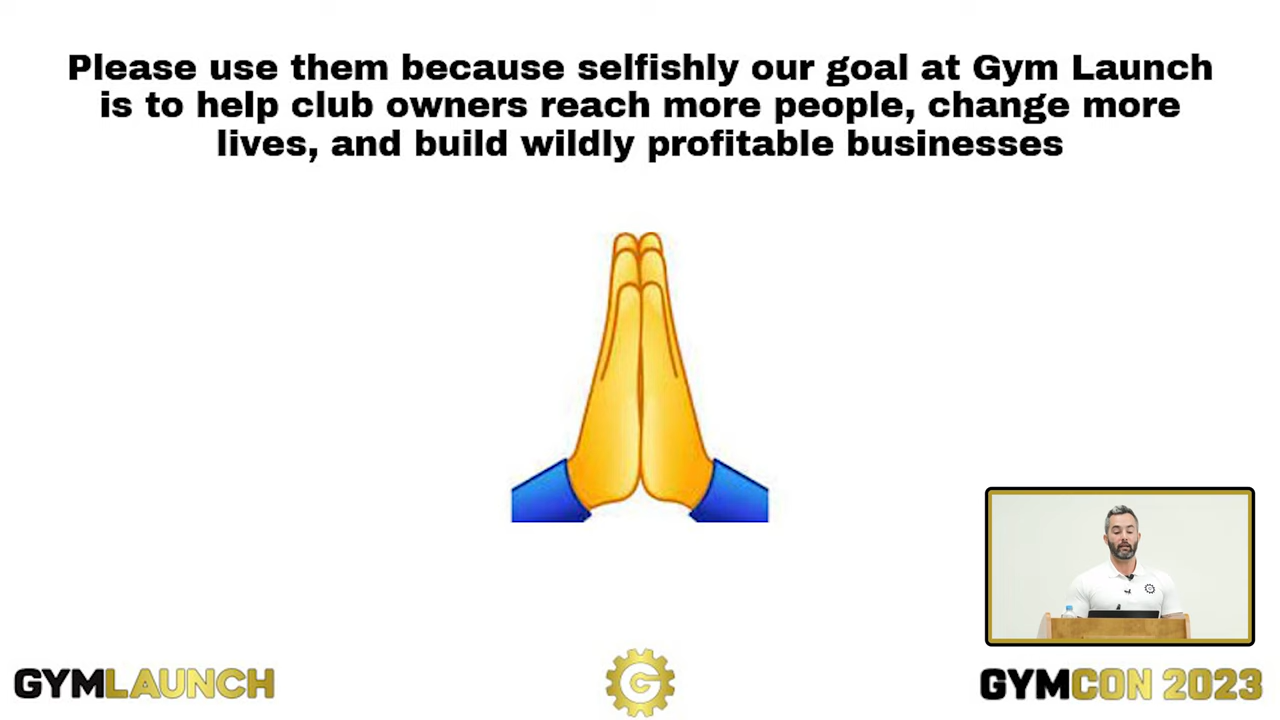 Please use them because selfishly our goal at Gym Launch
is to help club owners reach more people, change more
lives, and build wildly profitable businesses
GYMLAUNCH
G
GYMCON 2023